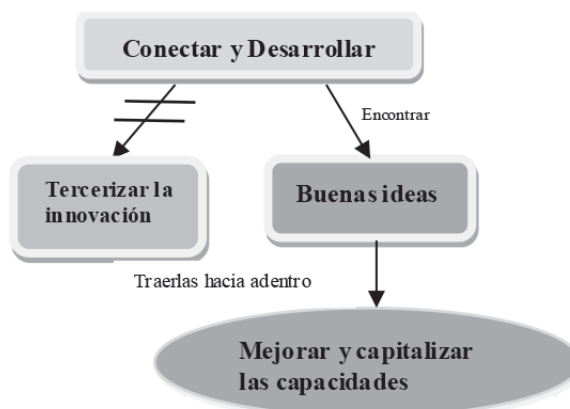 Conectar y Desarrollar
Encontrar
Tercerizar la
innovación
Buenas ideas
Traerlas hacia adentro
Mejorar y capitalizar
las capacidades